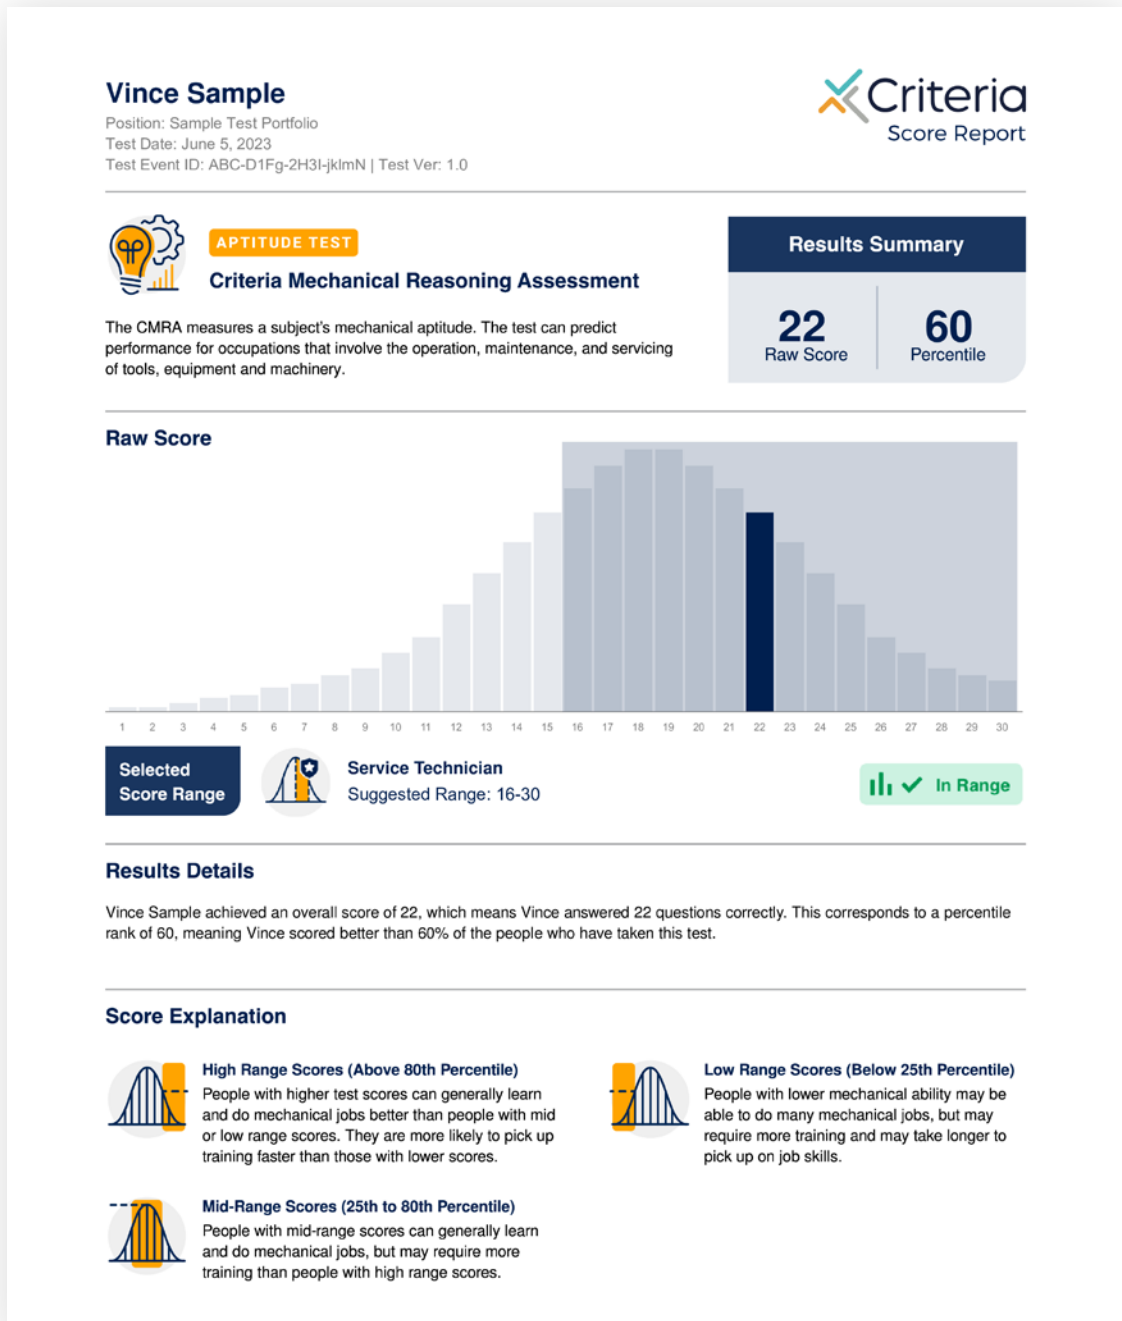 Vince Sample
Position: Sample Test Portfolio
Test Date: June 5, 2023
Test Event ID: ABC-D1Fg-2H3I-jklmN | Test Ver: 1.0
Criteria
Score Report
APTITUDE TEST
Criteria Mechanical Reasoning Assessment
The CMRA measures a subject's mechanical aptitude. The test can predict
performance for occupations that involve the operation, maintenance, and servicing
of tools, equipment and machinery.
Results Summary
22
Raw Score
60
Percentile
Raw Score
1 2 3 4 5 6 7 8 9 10 11 12 13 14 15 16 17 18 19 20 21 22 23 24 25 26 27 28 29 30
Selected
Score Range
Service Technician
Suggested Range: 16-30
In Range
Results Details
Vince Sample achieved an overall score of 22, which means Vince answered 22 questions correctly. This corresponds to a percentile
rank of 60, meaning Vince scored better than 60% of the people who have taken this test.
Score Explanation
High Range Scores (Above 80th Percentile)
People with higher test scores can generally learn
and do mechanical jobs better than people with mid
or low range scores. They are more likely to pick up
training faster than those with lower scores.
Low Range Scores (Below 25th Percentile)
People with lower mechanical ability may be
able to do many mechanical jobs, but may
require more training and may take longer to
pick up on job skills.
Mid-Range Scores (25th to 80th Percentile)
People with mid-range scores can generally learn
and do mechanical jobs, but may require more
training than people with high range scores.